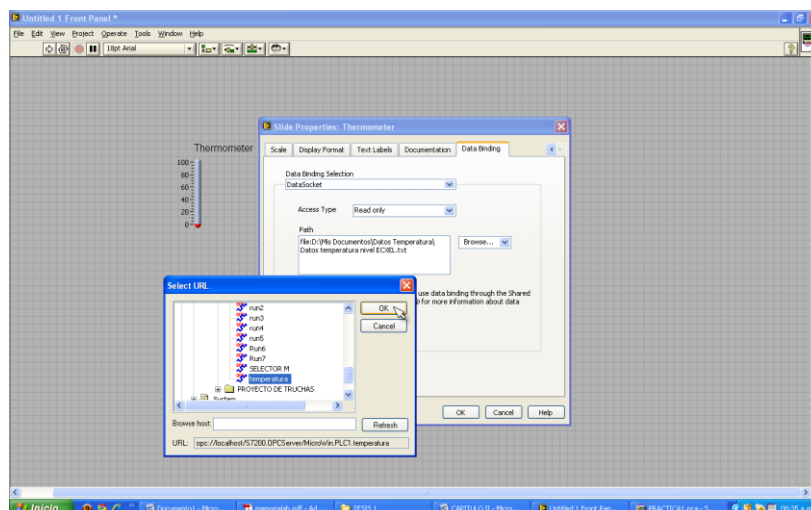 Untitled 1 Front Panel *
File Edit View Project Operate Tools Window Help
18pt Arial
Thermometer
100
80
60
40
20
0
Slide Properties: Thermometer
Scale Display Format Text Labels Documentation Data Binding
Data Binding Selection
DataSocket
Access Type Read only
Path
file:D:\Mis Documentos\Datos Temperatura\
Datos temperatura nivel ECXEL.txt
Browse...
use data binding through the Shared
for more information about data
OK Cancel Help
Select URL
run2
run3
run4
run5
Run6
Run7
SELECTOR M
temperatura
PROYECTO DE TRUCHAS
System
OK
Cancel
Browse host:
Refresh
URL: opc://localhost/S7200.OPCServer/MicroWin.PLC1.temperatura
Inicio Documento1 - Micro... memorialab.pdf - Ad... TESIS 1 CAPITULO II - Micro... Untitled 1 Front Pan... PRACTICA1.pca - S...